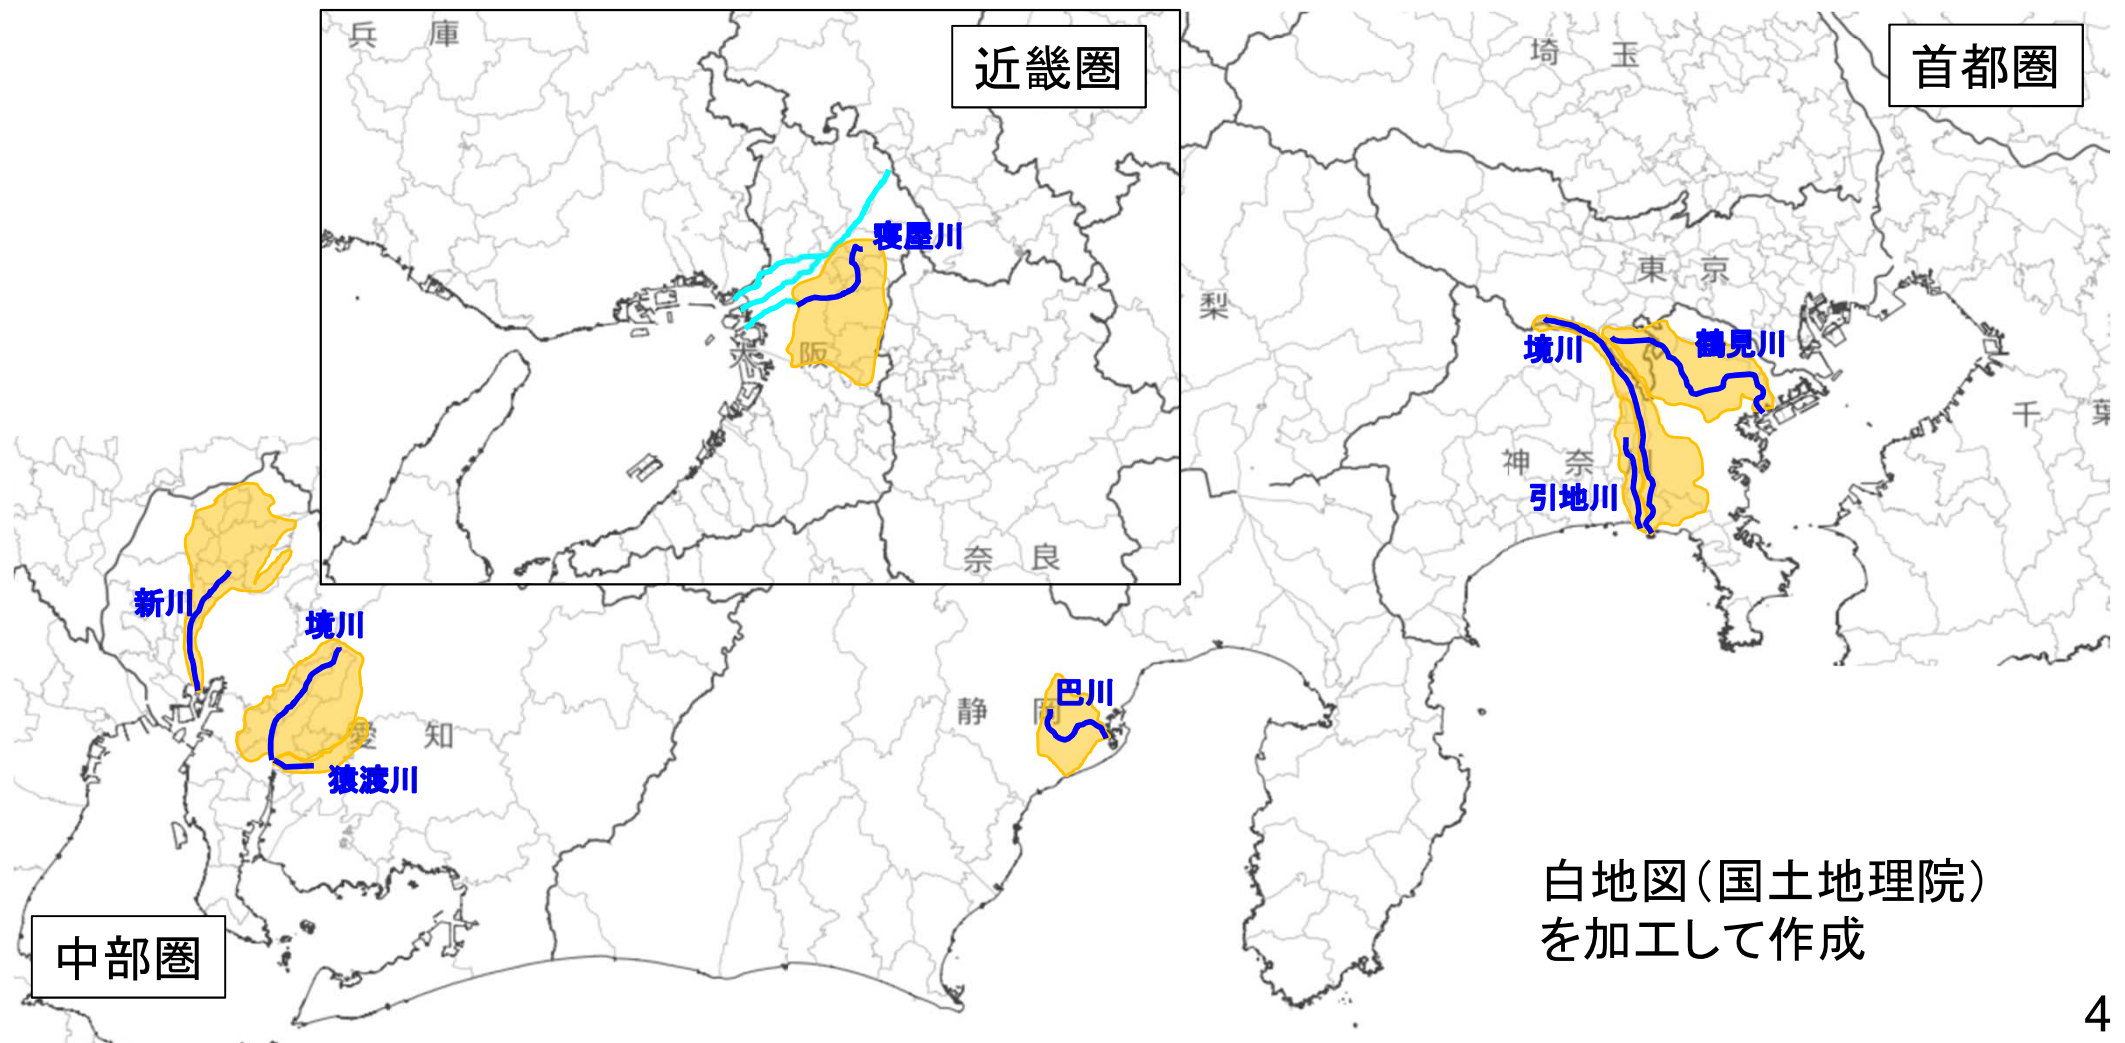 兵 庫
近畿圏
寝屋川
大 阪
奈 良
埼 玉
首都圏
梨
東 京
境川
鶴見川
千 葉
神 奈
引地川
新川
境川
愛 知
猿渡川
中部圏
静 岡
巴川
白地図（国土地理院）
を加工して作成
4